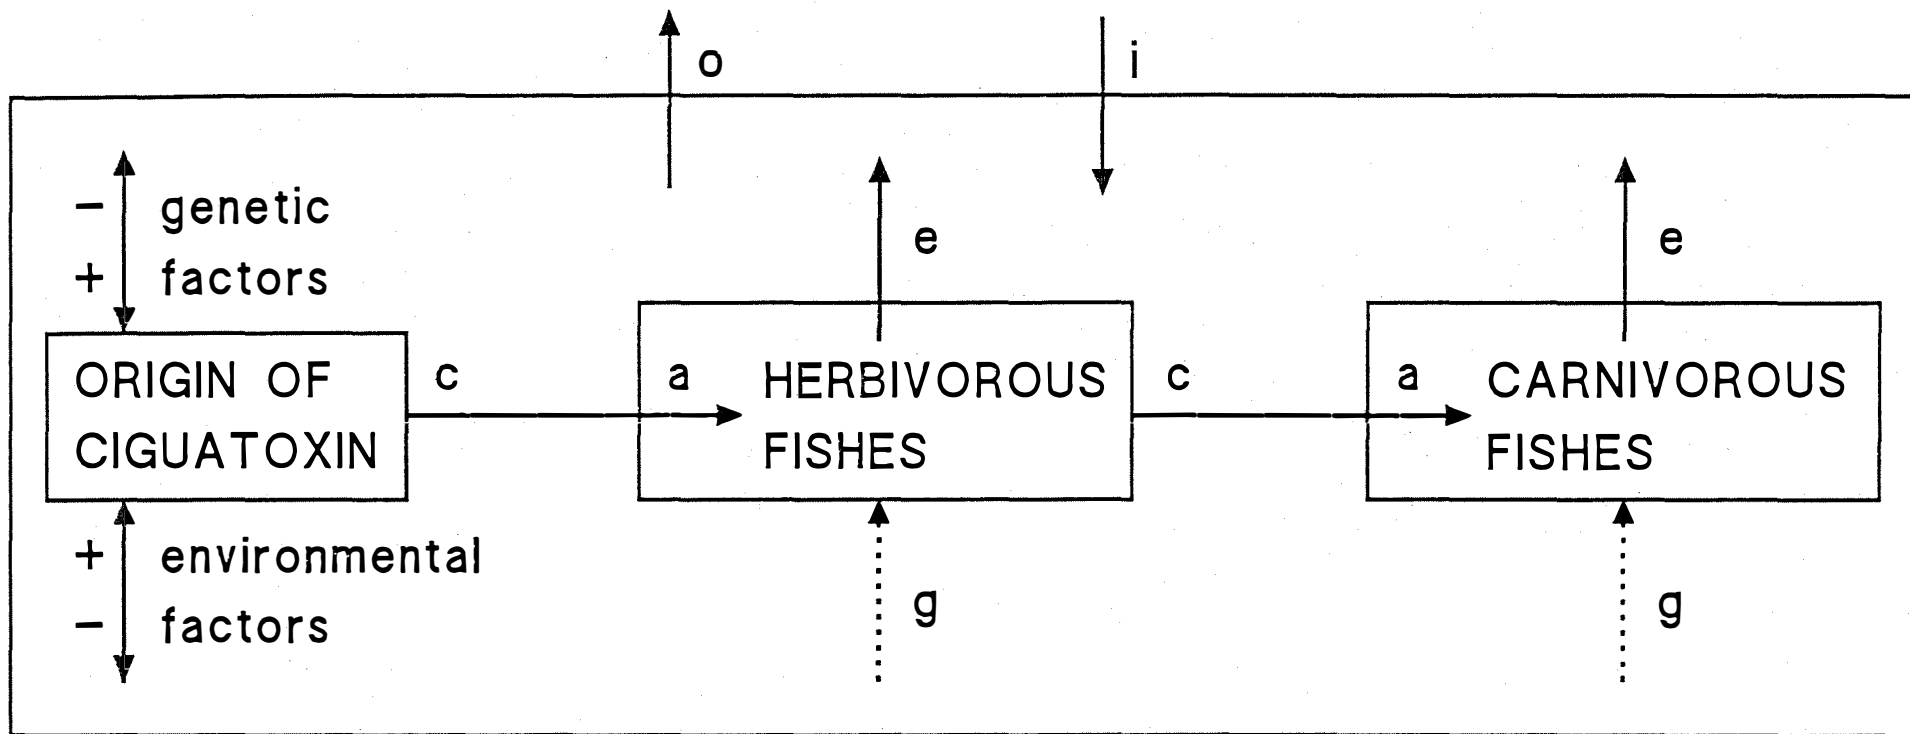 o
i
− genetic
+ factors
e
e
ORIGIN OF
CIGUATOXIN
c
a
HERBIVOROUS
FISHES
c
a
CARNIVOROUS
FISHES
+ environmental
− factors
g
g